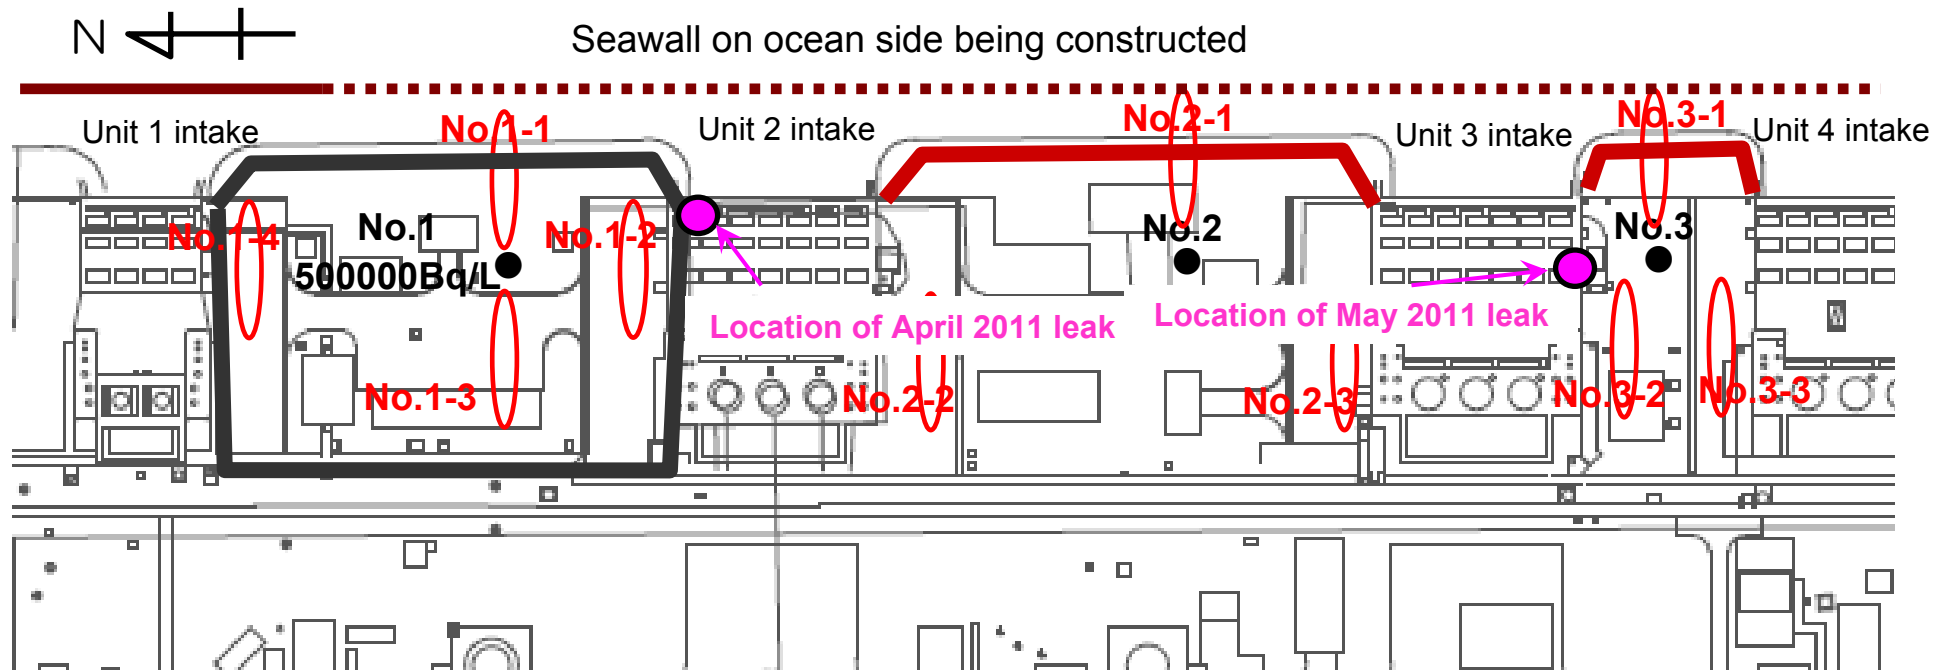 N
Seawall on ocean side being constructed
Unit 1 intake
No.1-1
Unit 2 intake
No.2-1
Unit 3 intake
No.3-1
Unit 4 intake
No.1-4
No.1
500000Bq/L
No.1-2
No.2
No.3
Location of April 2011 leak
Location of May 2011 leak
No.1-3
No.2-2
No.2-3
No.3-2
No.3-3